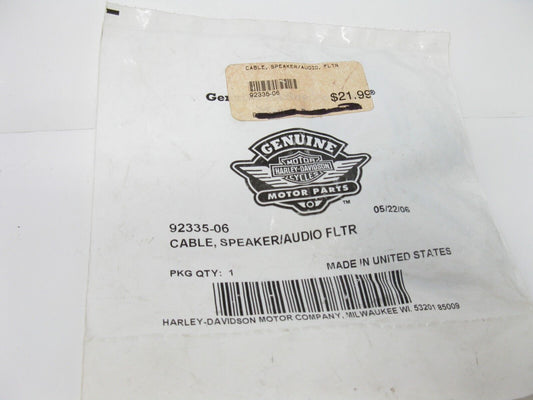 CABLE, SPEAKER/AUDIO, FLTR
92335-06
$21.99
Gen
®
GENUINE
MOTOR
HARLEY-DAVIDSON
CYCLES
MOTOR PARTS
™
05/22/06
92335-06
CABLE, SPEAKER/AUDIO FLTR
PKG QTY: 1
MADE IN UNITED STATES
HARLEY-DAVIDSON MOTOR COMPANY, MILWAUKEE WI. 53201 85009